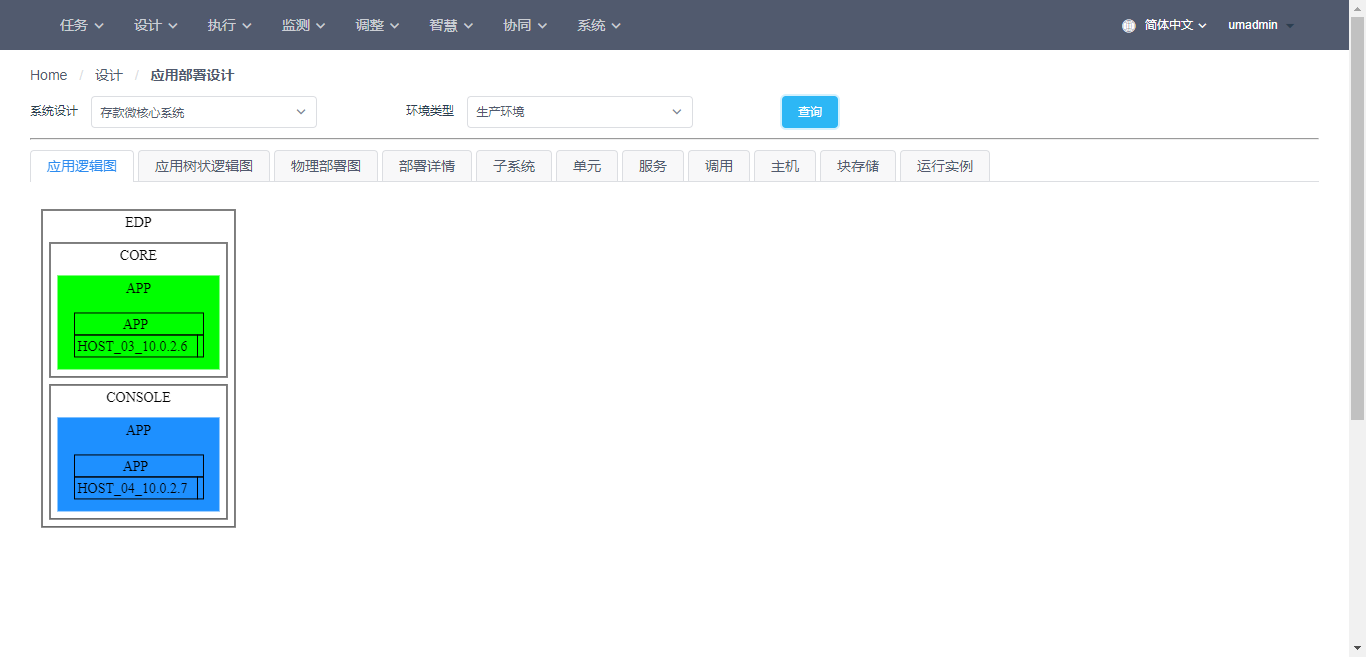 任务 设计 执行 监测 调整 智慧 协同 系统 简体中文 umadmin
Home / 设计 / 应用部署设计
系统设计 存款微核心系统 环境类型 生产环境 查询
应用逻辑图 应用树状逻辑图 物理部署图 部署详情 子系统 单元 服务 调用 主机 块存储 运行实例
EDP
CORE
APP
APP
HOST_03_10.0.2.6
CONSOLE
APP
APP
HOST_04_10.0.2.7